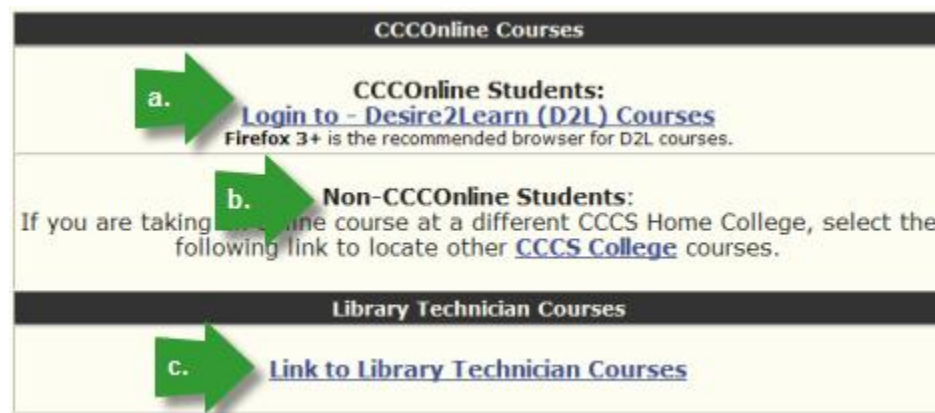 CCCOnline Courses
a.
CCCOnline Students:
Login to - Desire2Learn (D2L) Courses
Firefox 3+ is the recommended browser for D2L courses.
b.
Non-CCCOnline Students:
If you are taking line course at a different CCCS Home College, select the
following link to locate other CCCS College courses.
Library Technician Courses
c.
Link to Library Technician Courses